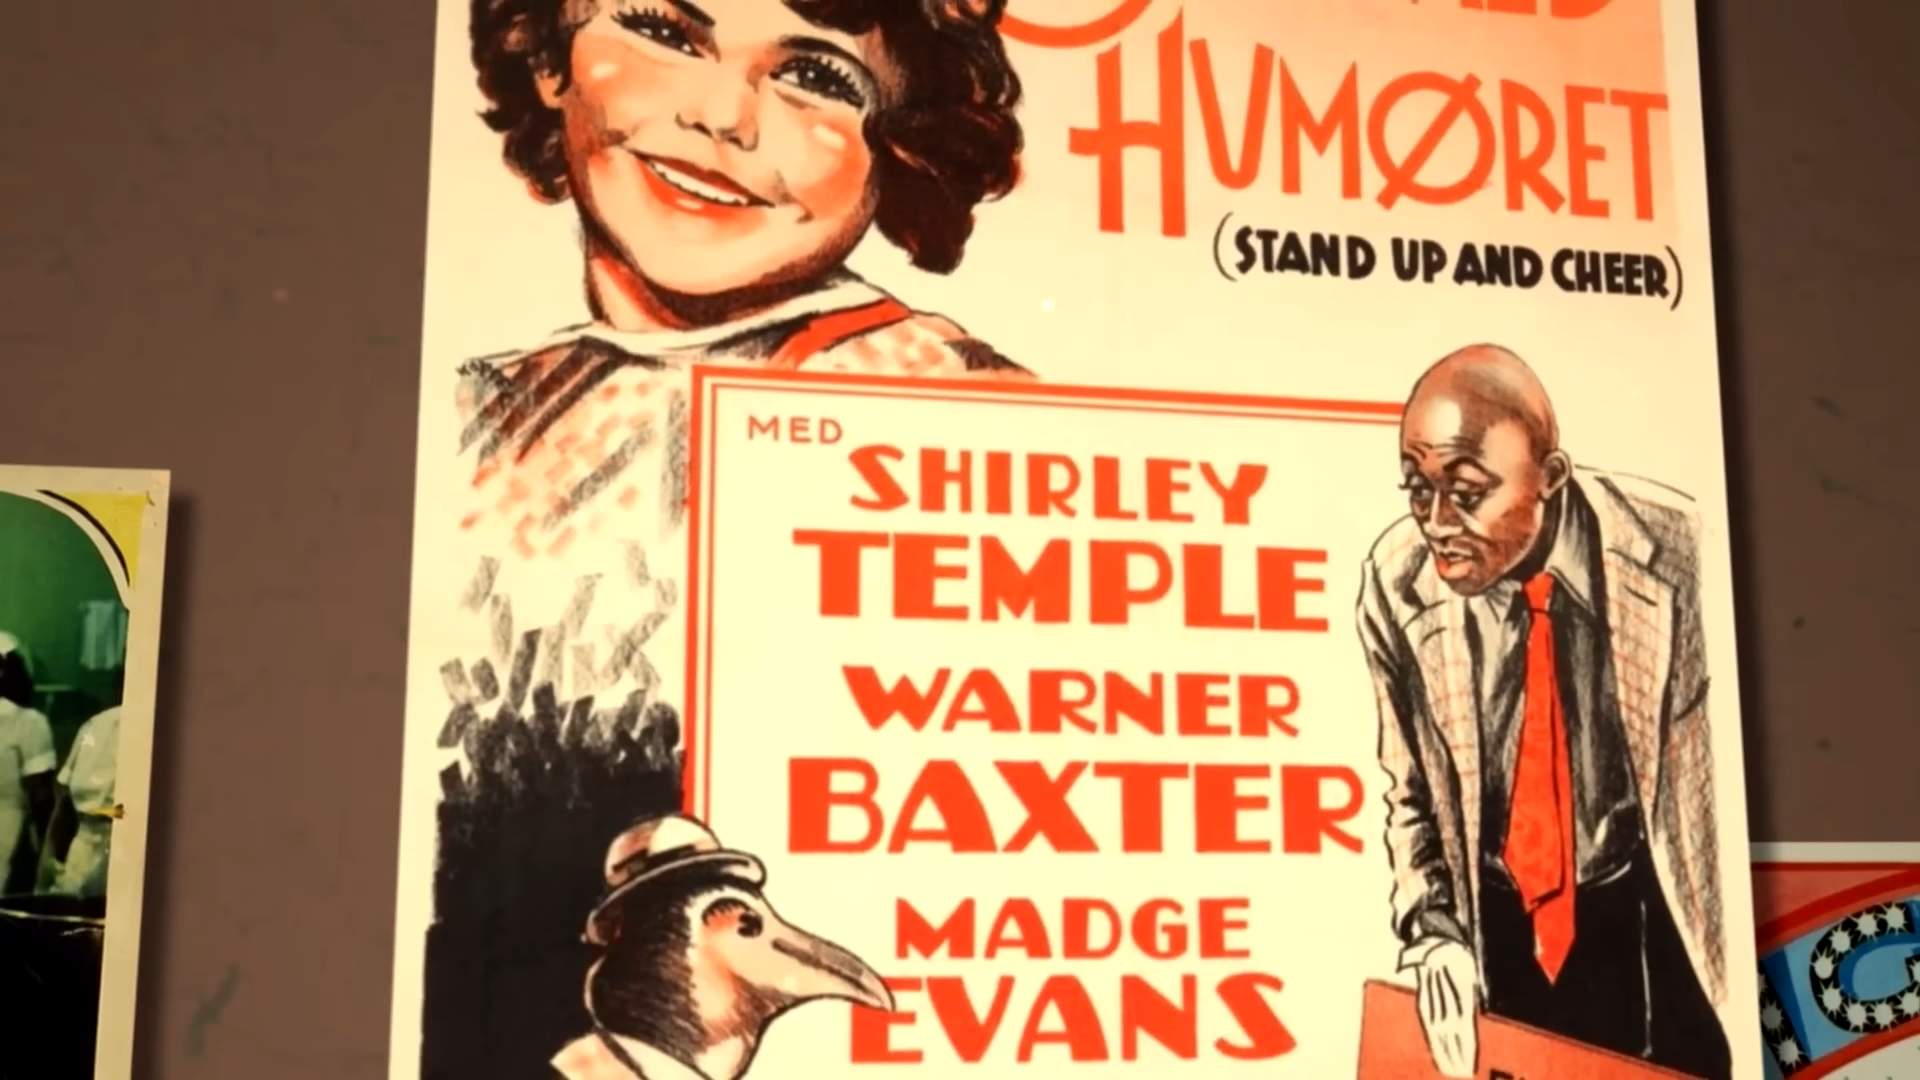 HUMØRET
(STAND UP AND CHEER)
MED
SHIRLEY
TEMPLE
WARNER
BAXTER
MADGE
EVANS